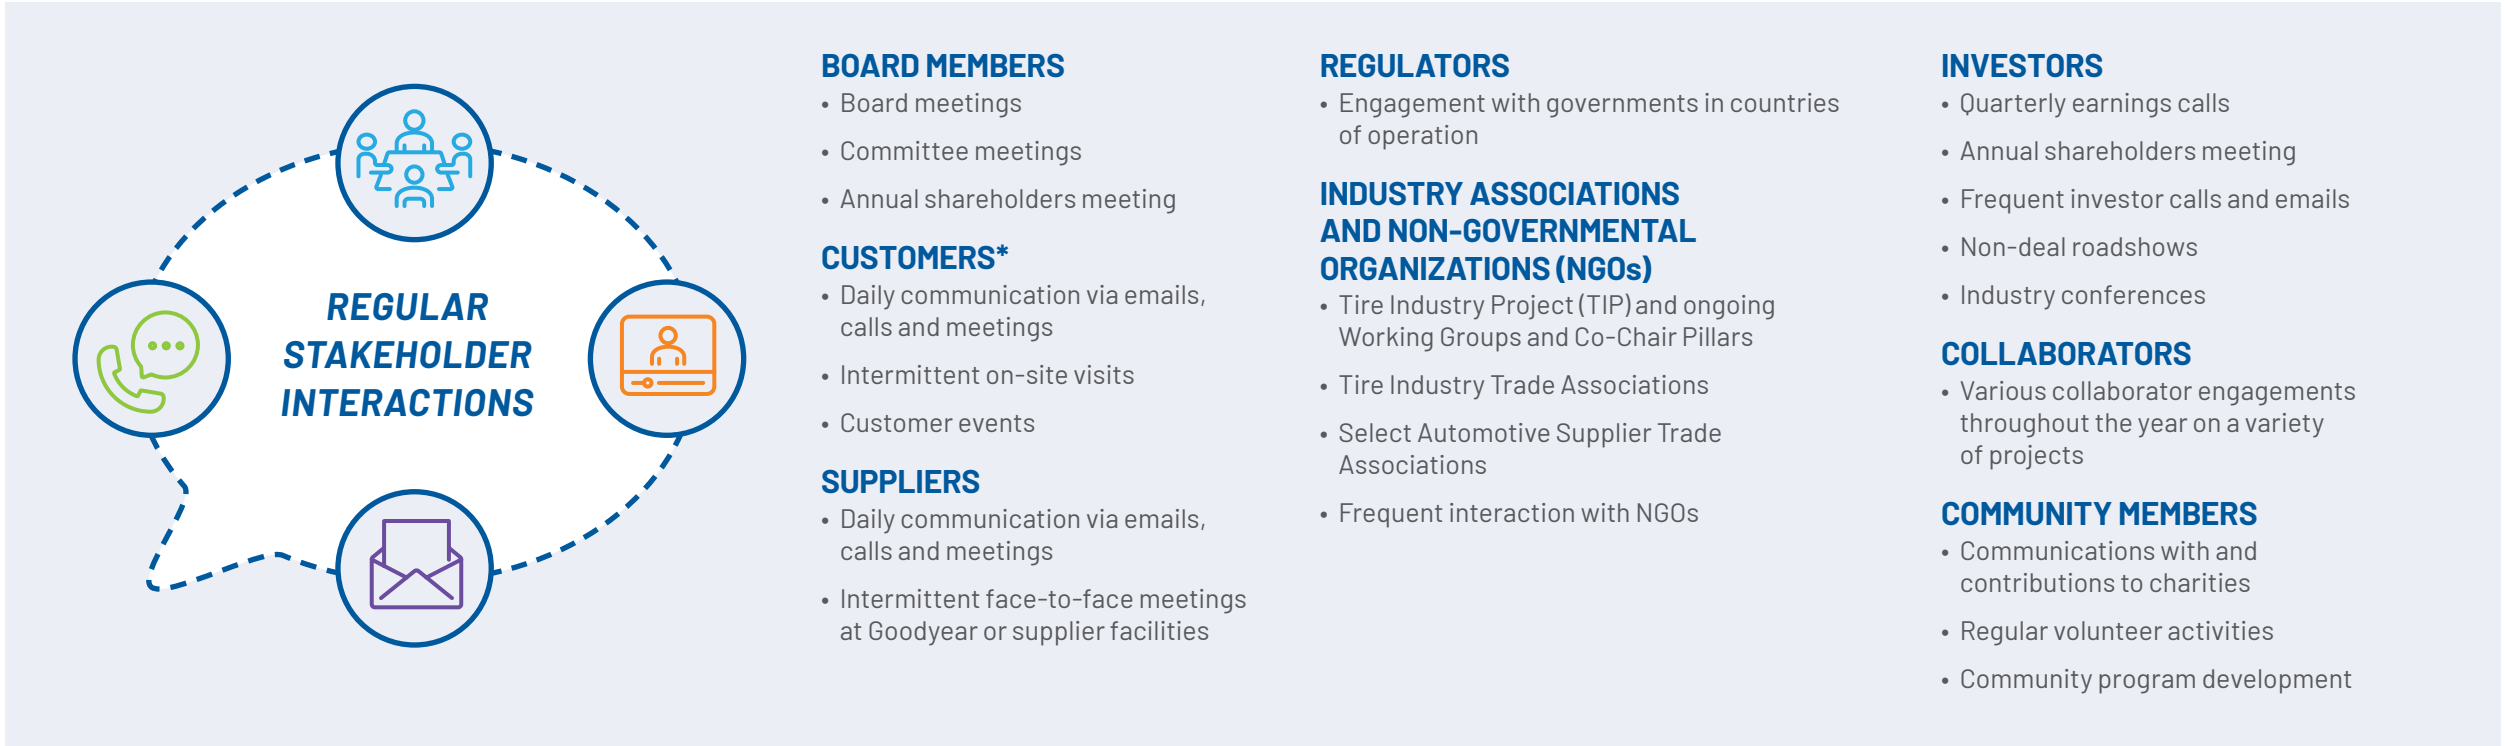 REGULAR
STAKEHOLDER
INTERACTIONS
BOARD MEMBERS
• Board meetings
• Committee meetings
• Annual shareholders meeting
CUSTOMERS*
• Daily communication via emails,
calls and meetings
• Intermittent on-site visits
• Customer events
SUPPLIERS
• Daily communication via emails,
calls and meetings
• Intermittent face-to-face meetings
at Goodyear or supplier facilities
REGULATORS
• Engagement with governments in countries
of operation
INDUSTRY ASSOCIATIONS
AND NON-GOVERNMENTAL
ORGANIZATIONS (NGOs)
• Tire Industry Project (TIP) and ongoing
Working Groups and Co-Chair Pillars
• Tire Industry Trade Associations
• Select Automotive Supplier Trade
Associations
• Frequent interaction with NGOs
INVESTORS
• Quarterly earnings calls
• Annual shareholders meeting
• Frequent investor calls and emails
• Non-deal roadshows
• Industry conferences
COLLABORATORS
• Various collaborator engagements
throughout the year on a variety
of projects
COMMUNITY MEMBERS
• Communications with and
contributions to charities
• Regular volunteer activities
• Community program development